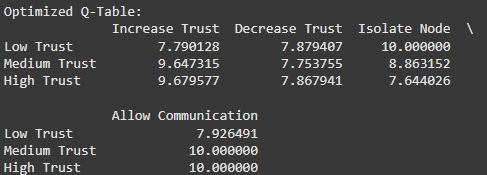 Optimized Q-Table:
Increase Trust Decrease Trust Isolate Node \
Low Trust 7.790128 7.879407 10.000000
Medium Trust 9.647315 7.753755 8.863152
High Trust 9.679577 7.867941 7.644026
Allow Communication
Low Trust 7.926491
Medium Trust 10.000000
High Trust 10.000000